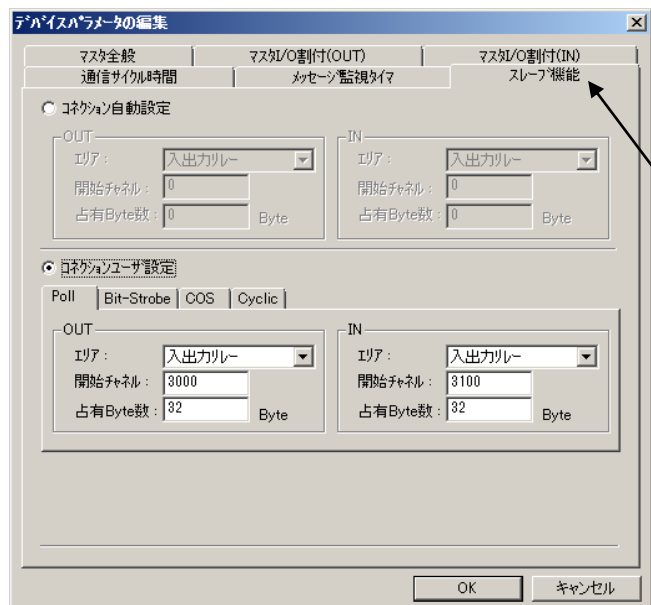 デバイスパラメータの編集
マスタ全般 マスタI/O割付(OUT) マスタI/O割付(IN)
通信サイクル時間 メッセージ監視タイマ スレーブ機能
コネクション自動設定
OUT IN
エリア: 入出力リレー エリア: 入出力リレー
開始チャネル: 0 開始チャネル: 0
占有Byte数: 0 Byte 占有Byte数: 0 Byte
コネクションユーザ設定
Poll Bit-Strobe COS Cyclic
OUT IN
エリア: 入出力リレー エリア: 入出力リレー
開始チャネル: 3000 開始チャネル: 3100
占有Byte数: 32 Byte 占有Byte数: 32 Byte
OK キャンセル